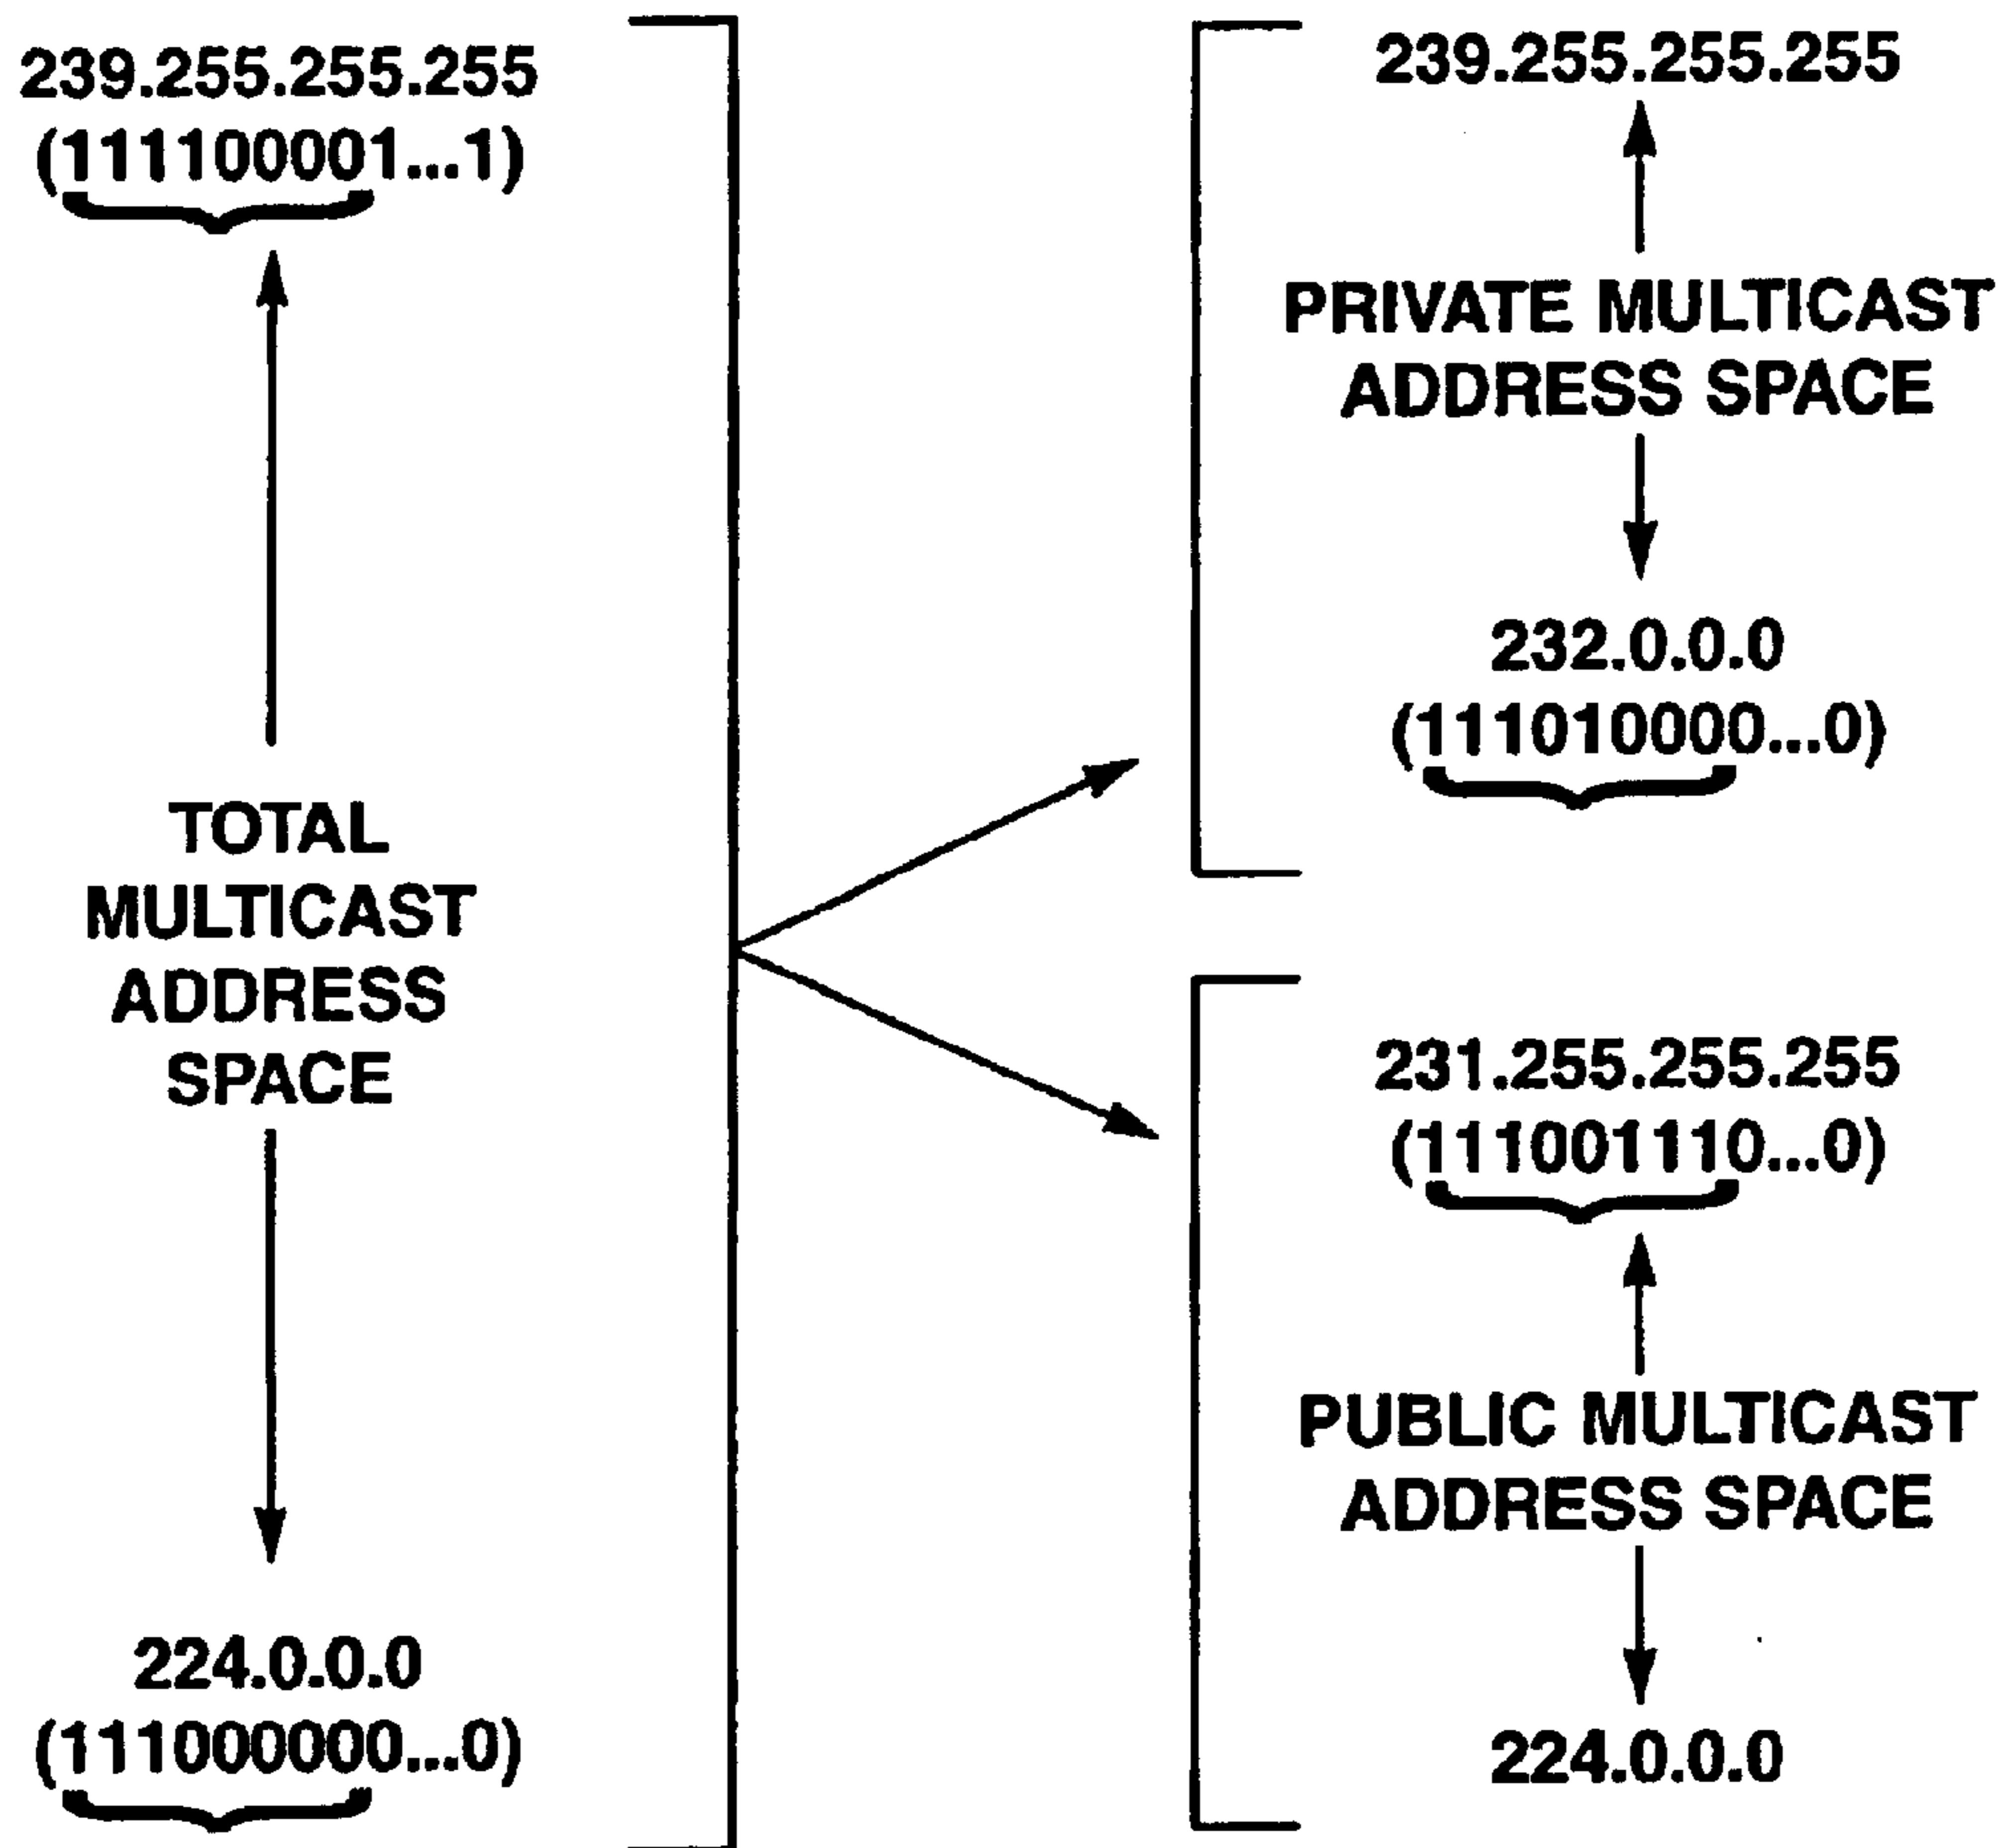 239.255.255.255
(111100001...1)
TOTAL
MULTICAST
ADDRESS
SPACE
224.0.0.0
(111000000...0)
239.255.255.255
PRIVATE MULTICAST
ADDRESS SPACE
232.0.0.0
(111010000...0)
231.255.255.255
(111001110...0)
PUBLIC MULTICAST
ADDRESS SPACE
224.0.0.0